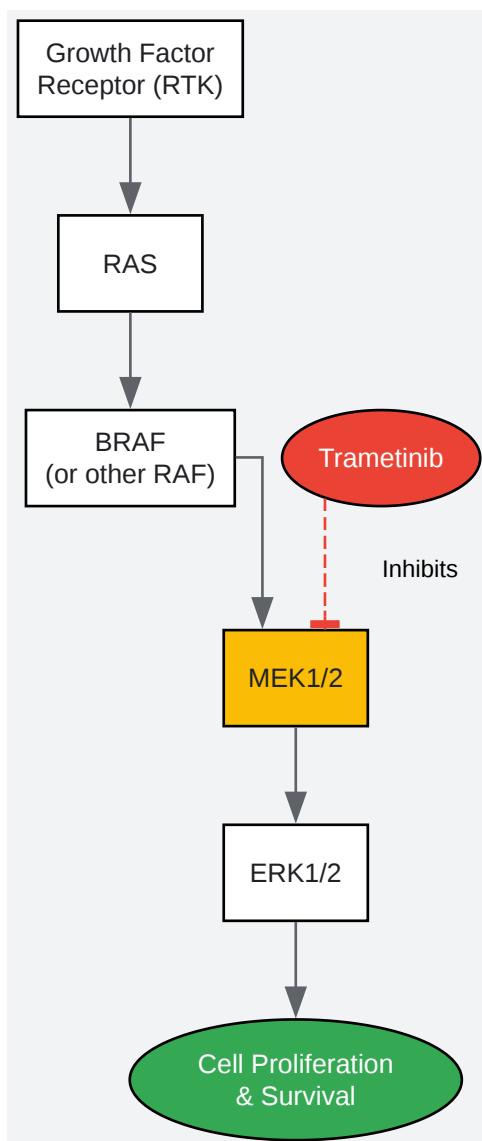 Growth Factor
Receptor (RTK)
RAS
BRAF
(or other RAF)
Trametinib
Inhibits
MEK1/2
ERK1/2
Cell Proliferation
& Survival